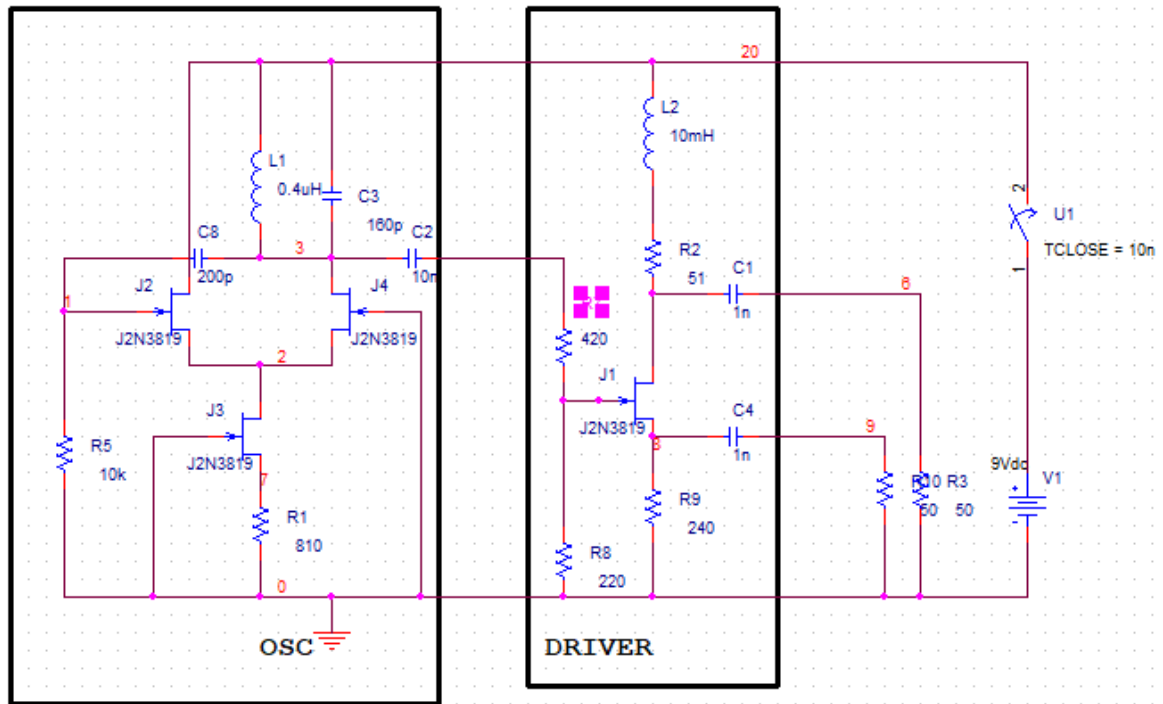 20
L2
10mH
L1
0.4uH
C3
160p
C8
200p
3
C2
10n
R2
51
C1
1n
6
2
U1
TCLOSE = 10n
1
1
J2
J2N3819
J4
J2N3819
2
420
J1
J2N3819
C4
1n
8
9
J3
J2N3819
7
R5
10k
R1
810
R9
240
R10
50
R3
50
9Vdc
V1
R8
220
0
OSC
DRIVER